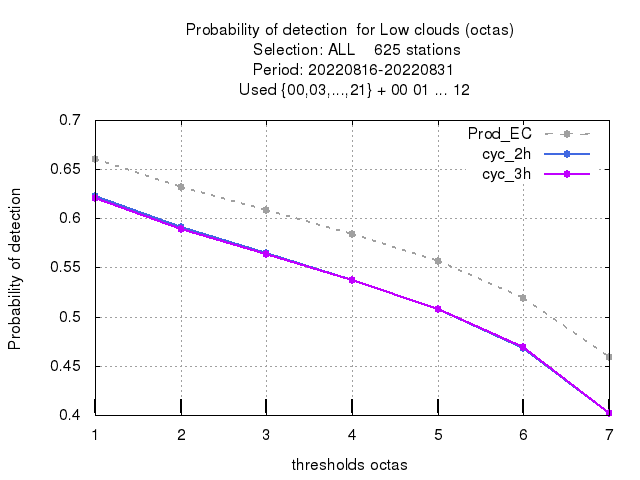 Probability of detection  for Low clouds (octas)
Selection: ALL    625 stations
Period: 20220816-20220831
Used {00,03,...,21} + 00 01 ... 12
Prod_EC
cyc_2h
cyc_3h
0.7
0.65
0.6
0.55
0.5
0.45
0.4
Probability of detection
1 2 3 4 5 6 7
thresholds octas